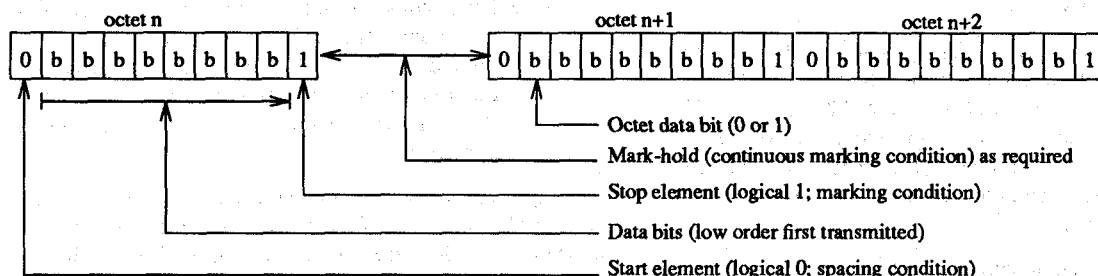 octet n octet n+1 octet n+2
0 b b b b b b b b 1 0 b b b b b b b b 1 0 b b b b b b b b 1
Octet data bit (0 or 1)
Mark-hold (continuous marking condition) as required
Stop element (logical 1; marking condition)
Data bits (low order first transmitted)
Start element (logical 0; spacing condition)